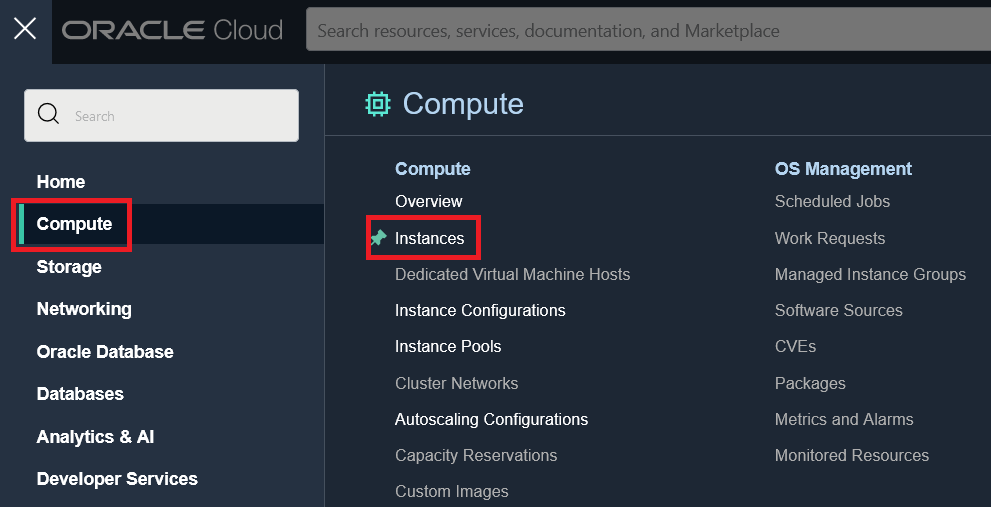 ORACLE Cloud
Search resources, services, documentation, and Marketplace
Search
Home
Compute
Storage
Networking
Oracle Database
Databases
Analytics & AI
Developer Services
Compute
Compute
Overview
Instances
Dedicated Virtual Machine Hosts
Instance Configurations
Instance Pools
Cluster Networks
Autoscaling Configurations
Capacity Reservations
Custom Images
OS Management
Scheduled Jobs
Work Requests
Managed Instance Groups
Software Sources
CVEs
Packages
Metrics and Alarms
Monitored Resources